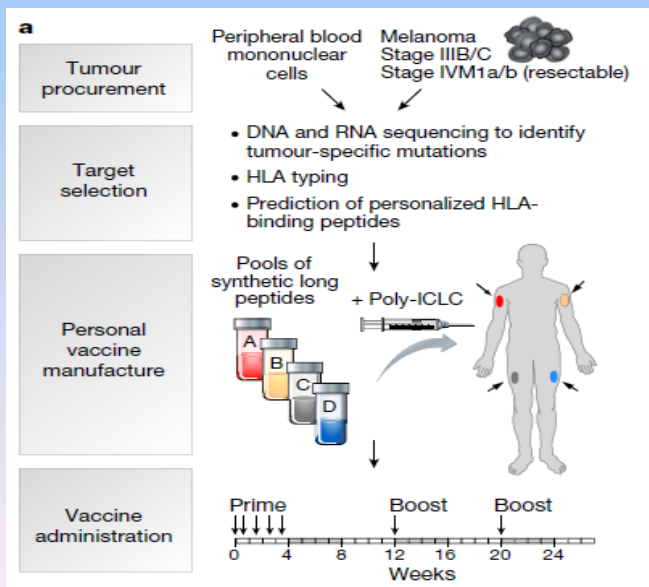 a
Tumour
procurement
Peripheral blood
mononuclear
cells
Melanoma
Stage IIIB/C
Stage IVM1a/b (resectable)
Target
selection
• DNA and RNA sequencing to identify
tumour-specific mutations
• HLA typing
• Prediction of personalized HLA-
binding peptides
Personal
vaccine
manufacture
Pools of
synthetic long
peptides
+ Poly-ICLC
A
B
C
D
Vaccine
administration
Prime Boost Boost
0 4 8 12 16 20 24
Weeks